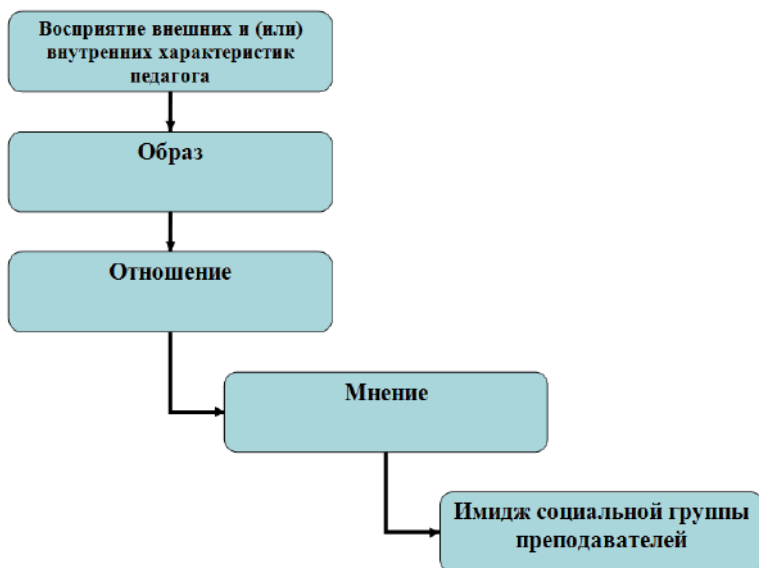 Восприятие внешних и (или)
внутренних характеристик
педагога
Образ
Отношение
Мнение
Имидж социальной группы
преподавателей